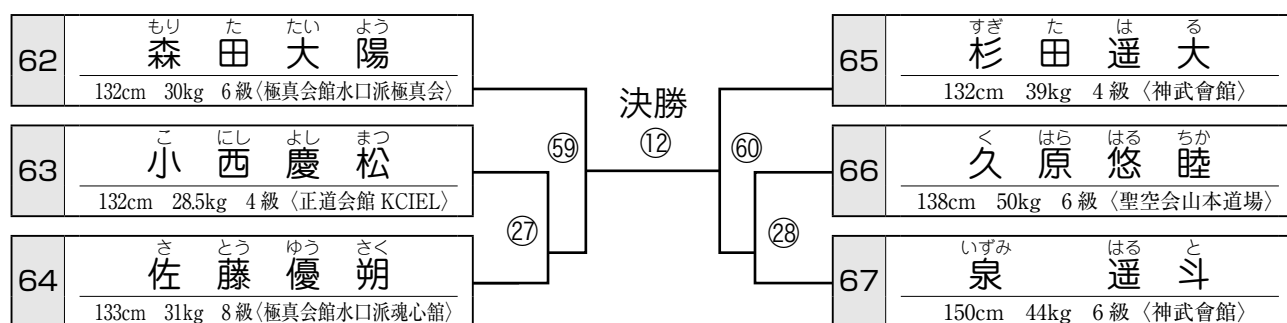 62
もり た たい よう
森 田 大 陽
132cm 30kg 6級〈極真会館水口派極真会〉
63
こ にし よし まつ
小 西 慶 松
132cm 28.5kg 4級〈正道会館 KCIEL〉
64
さ とう ゆう さく
佐 藤 優 朔
133cm 31kg 8級〈極真会館水口派魂心館〉
㊾
㉗
決勝
⑫
㊿
㉘
65
すぎ た は る
杉 田 遥 大
132cm 39kg 4級〈神武會館〉
66
く はら はる ちか
久 原 悠 睦
138cm 50kg 6級〈聖空会山本道場〉
67
いずみ はる と
泉 遥 斗
150cm 44kg 6級〈神武會館〉